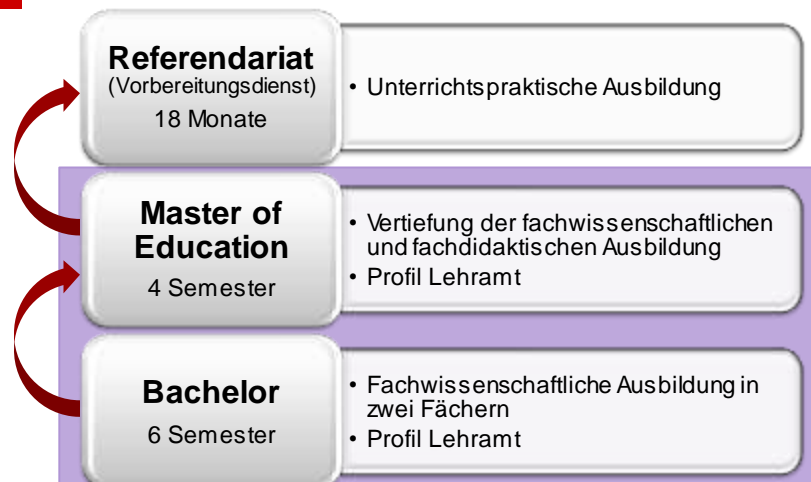 Referendariat
(Vorbereitungsdienst)
18 Monate
• Unterrichtspraktische Ausbildung
Master of
Education
4 Semester
• Vertiefung der fachwissenschaftlichen
und fachdidaktischen Ausbildung
• Profil Lehramt
Bachelor
6 Semester
• Fachwissenschaftliche Ausbildung in
zwei Fächern
• Profil Lehramt